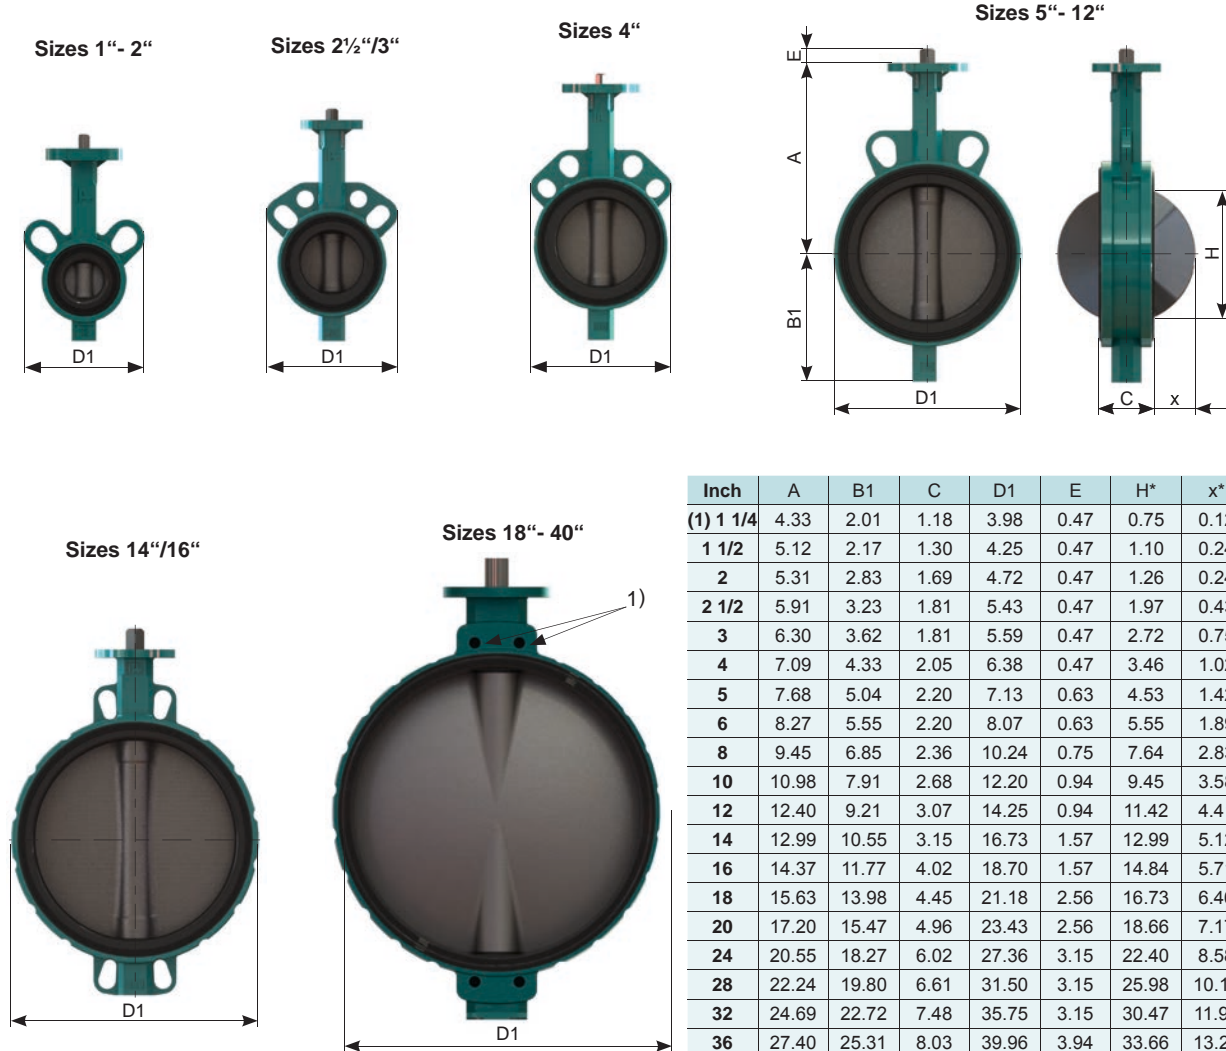 Sizes 5“- 12“
Sizes 4“
Sizes 2½“/3“
Sizes 1“- 2“
E
A
B1
H
D1
D1
D1
D1
C
x
Sizes 14“/16“
Sizes 18“- 40“
1)
D1
D1
Inch A B1 C D1 E H* x*
(1) 1 1/4 4.33 2.01 1.18 3.98 0.47 0.75
1 1/2 5.12 2.17 1.30 4.25 0.47 1.10
2 5.31 2.83 1.69 4.72 0.47 1.26
2 1/2 5.91 3.23 1.81 5.43 0.47 1.97
3 6.30 3.62 1.81 5.59 0.47 2.72
4 7.09 4.33 2.05 6.38 0.47 3.46
5 7.68 5.04 2.20 7.13 0.63 4.53
6 8.27 5.55 2.20 8.07 0.63 5.55
8 9.45 6.85 2.36 10.24 0.75 7.64
10 10.98 7.91 2.68 12.20 0.94 9.45
12 12.40 9.21 3.07 14.25 0.94 11.42
14 12.99 10.55 3.15 16.73 1.57 12.99
16 14.37 11.77 4.02 18.70 1.57 14.84
18 15.63 13.98 4.45 21.18 2.56 16.73
20 17.20 15.47 4.96 23.43 2.56 18.66
24 20.55 18.27 6.02 27.36 3.15 22.40
28 22.24 19.80 6.61 31.50 3.15 25.98
32 24.69 22.72 7.48 35.75 3.15 30.47
36 27.40 25.31 8.03 39.96 3.94 33.66